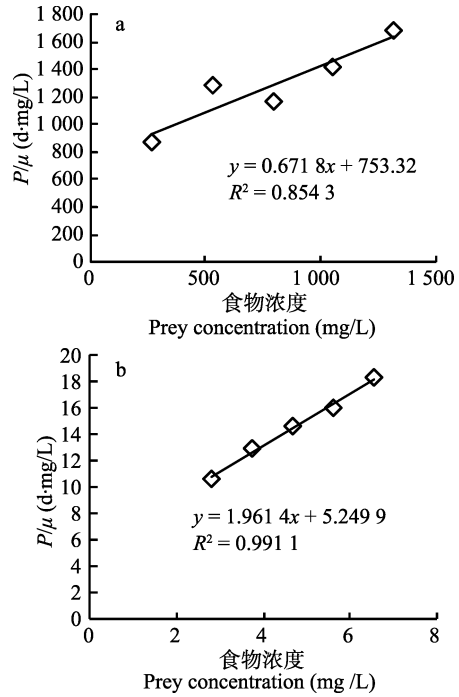 a
1 800
1 600
1 400
1 200
1 000
800
600
400
200
0
P/μ (d·mg/L)
y = 0.671 8x + 753.32
R² = 0.854 3
0 500 1 000 1 500
食物浓度
Prey concentration (mg/L)
b
20
18
16
14
12
10
8
6
4
2
0
P/μ (d·mg/L)
y = 1.961 4x + 5.249 9
R² = 0.991 1
0 2 4 6 8
食物浓度
Prey concentration (mg /L)